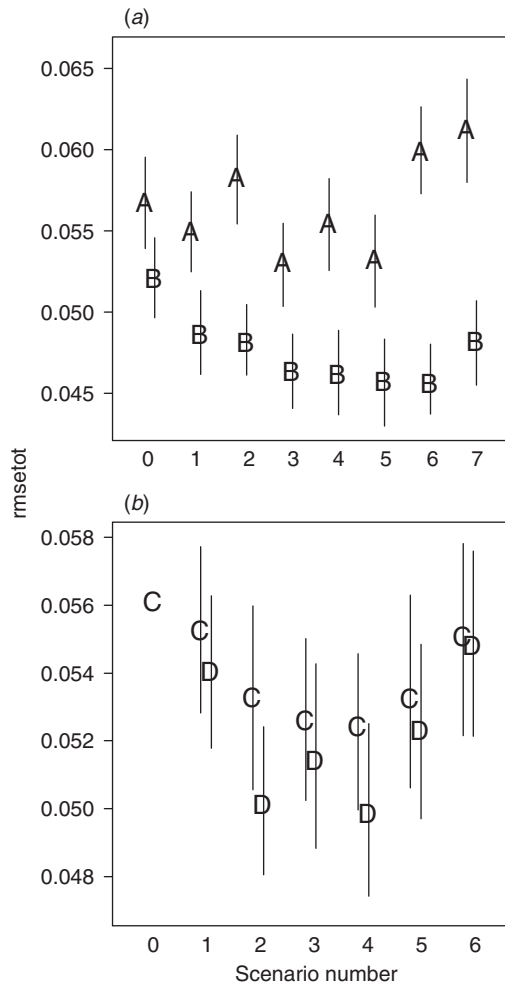 (a)
0.065
0.060
0.055
0.050
0.045
A A A A A A A A
B B B B B B B B
0 1 2 3 4 5 6 7
rmsetot
(b)
0.058
0.056
0.054
0.052
0.050
0.048
C C C C C C C
D D D D D D
0 1 2 3 4 5 6
Scenario number